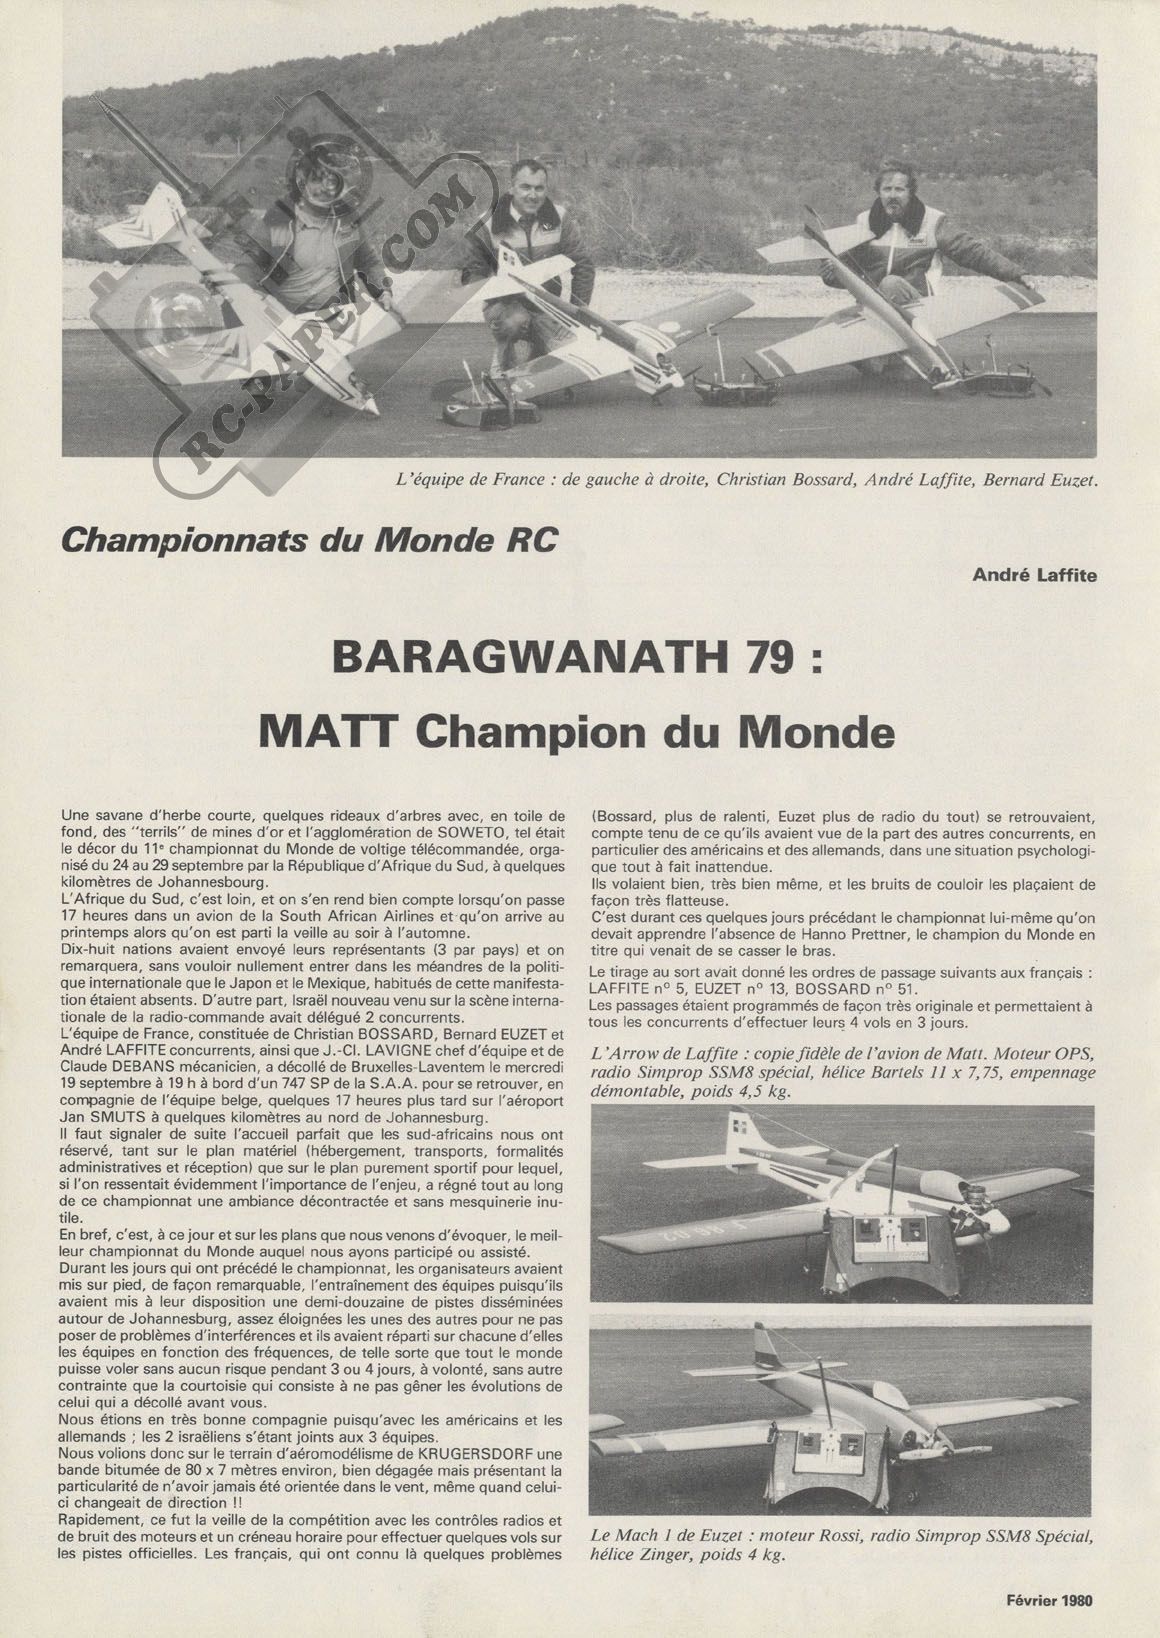 RC-PAPER.COM
L'équipe de France : de gauche à droite, Christian Bossard, André Laffite, Bernard Euzet.
Championnats du Monde RC
André Laffite
BARAGWANATH 79 :
MATT Champion du Monde
Une savane d'herbe courte, quelques rideaux d'arbres avec, en toile de
fond, des "terrils" de mines d'or et l'agglomération de SOWETO, tel était
le décor du 11e championnat du Monde de voltige télécommandée, orga-
nisé du 24 au 29 septembre par la République d'Afrique du Sud, à quelques
kilomètres de Johannesbourg.
L'Afrique du Sud, c'est loin, et on s'en rend bien compte lorsqu'on passe
17 heures dans un avion de la South African Airlines et qu'on arrive au
printemps alors qu'on est parti la veille au soir à l'automne.
Dix-huit nations avaient envoyé leurs représentants (3 par pays) et on
remarquera, sans vouloir nullement entrer dans les méandres de la politi-
que internationale que le Japon et le Mexique, habitués de cette manifesta-
tion étaient absents. D'autre part, Israël nouveau venu sur la scène interna-
tionale de la radio-commande avait délégué 2 concurrents.
L'équipe de France, constituée de Christian BOSSARD, Bernard EUZET et
André LAFFITE concurrents, ainsi que J.-Cl. LAVIGNE chef d'équipe et de
Claude DEBANS mécanicien, a décollé de Bruxelles-Laventem le mercredi
19 septembre à 19 h à bord d'un 747 SP de la S.A.A. pour se retrouver, en
compagnie de l'équipe belge, quelques 17 heures plus tard sur l'aéroport
Jan SMUTS à quelques kilomètres au nord de Johannesburg.
Il faut signaler de suite l'accueil parfait que les sud-africains nous ont
réservé, tant sur le plan matériel (hébergement, transports, formalités
administratives et réception) que sur le plan purement sportif pour lequel,
si l'on ressentait évidemment l'importance de l'enjeu, a régné tout au long
de ce championnat une ambiance décontractée et sans mesquinerie inu-
tile.
En bref, c'est, à ce jour et sur les plans que nous venons d'évoquer, le meil-
leur championnat du Monde auquel nous ayons participé ou assisté.
Durant les jours qui ont précédé le championnat, les organisateurs avaient
mis sur pied, de façon remarquable, l'entraînement des équipes puisqu'ils
avaient mis à leur disposition une demi-douzaine de pistes disséminées
autour de Johannesburg, assez éloignées les unes des autres pour ne pas
poser de problèmes d'interférences et ils avaient réparti sur chacune d'elles
les équipes en fonction des fréquences, de telle sorte que tout le monde
puisse voler sans aucun risque pendant 3 ou 4 jours, à volonté, sans autre
contrainte que la courtoisie qui consiste à ne pas gêner les évolutions de
celui qui a décollé avant vous.
Nous étions en très bonne compagnie puisqu'avec les américains et les
allemands ; les 2 israëliens s'étant joints aux 3 équipes.
Nous volions donc sur le terrain d'aéromodélisme de KRUGERSDORF une
bande bitumée de 80 x 7 mètres environ, bien dégagée mais présentant la
particularité de n'avoir jamais été orientée dans le vent, même quand celui-
ci changeait de direction !!
Rapidement, ce fut la veille de la compétition avec les contrôles radios et
de bruit des moteurs et un créneau horaire pour effectuer quelques vols sur
les pistes officielles. Les français, qui ont connu là quelques problèmes
(Bossard, plus de ralenti, Euzet plus de radio du tout) se retrouvaient,
compte tenu de ce qu'ils avaient vue de la part des autres concurrents, en
particulier des américains et des allemands, dans une situation psychologi-
que tout à fait inattendue.
Ils volaient bien, très bien même, et les bruits de couloir les plaçaient de
façon très flatteuse.
C'est durant ces quelques jours précédant le championnat lui-même qu'on
devait apprendre l'absence de Hanno Prettner, le champion du Monde en
titre qui venait de se casser le bras.
Le tirage au sort avait donné les ordres de passage suivants aux français :
LAFFITE nº 5, EUZET nº 13, BOSSARD nº 51.
Les passages étaient programmés de façon très originale et permettaient à
tous les concurrents d'effectuer leurs 4 vols en 3 jours.
L'Arrow de Laffite : copie fidèle de l'avion de Matt. Moteur OPS,
radio Simprop SSM8 spécial, hélice Bartels 11 x 7,75, empennage
démontable, poids 4,5 kg.
Le Mach 1 de Euzet : moteur Rossi, radio Simprop SSM8 Spécial,
hélice Zinger, poids 4 kg.
Février 1980